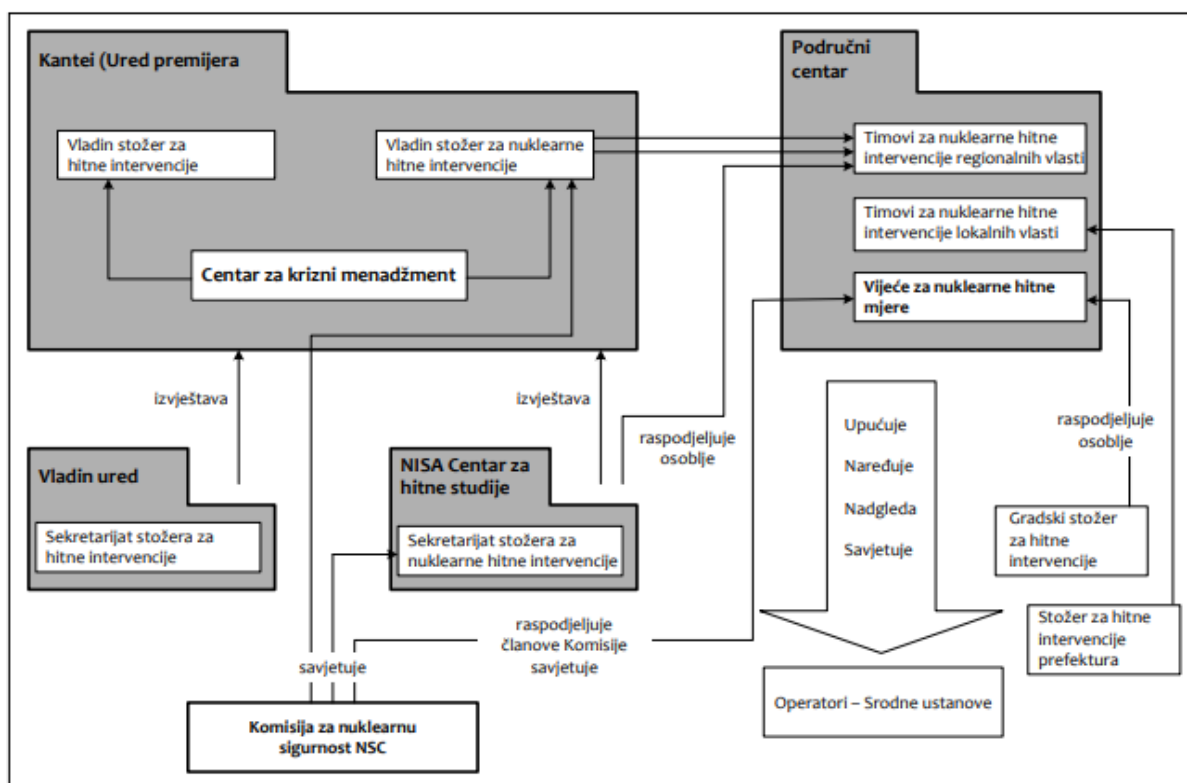 Kantei (Ured premijera
Vladin stožer za
hitne intervencije
Vladin stožer za nuklearne
hitne intervencije
Centar za krizni menadžment
Područni
centar
Timovi za nuklearne hitne
intervencije regionalnih vlasti
Timovi za nuklearne hitne
intervencije lokalnih vlasti
Vijeće za nuklearne hitne
mjere
izvještava
izvještava
raspodjeljuje
osoblje
Upućuje
Naređuje
Nadgleda
Savjetuje
raspodjeljuje
osoblje
Vladin ured
Sekretarijat stožera za
hitne intervencije
NISA Centar za
hitne studije
Sekretarijat stožera za
nuklearne hitne intervencije
Gradski stožer
za hitne
intervencije
Stožer za hitne
intervencije
prefektura
savjetuje
raspodjeljuje
članove Komisije
savjetuje
Komisija za nuklearnu
sigurnost NSC
Operatori – Srodne ustanove